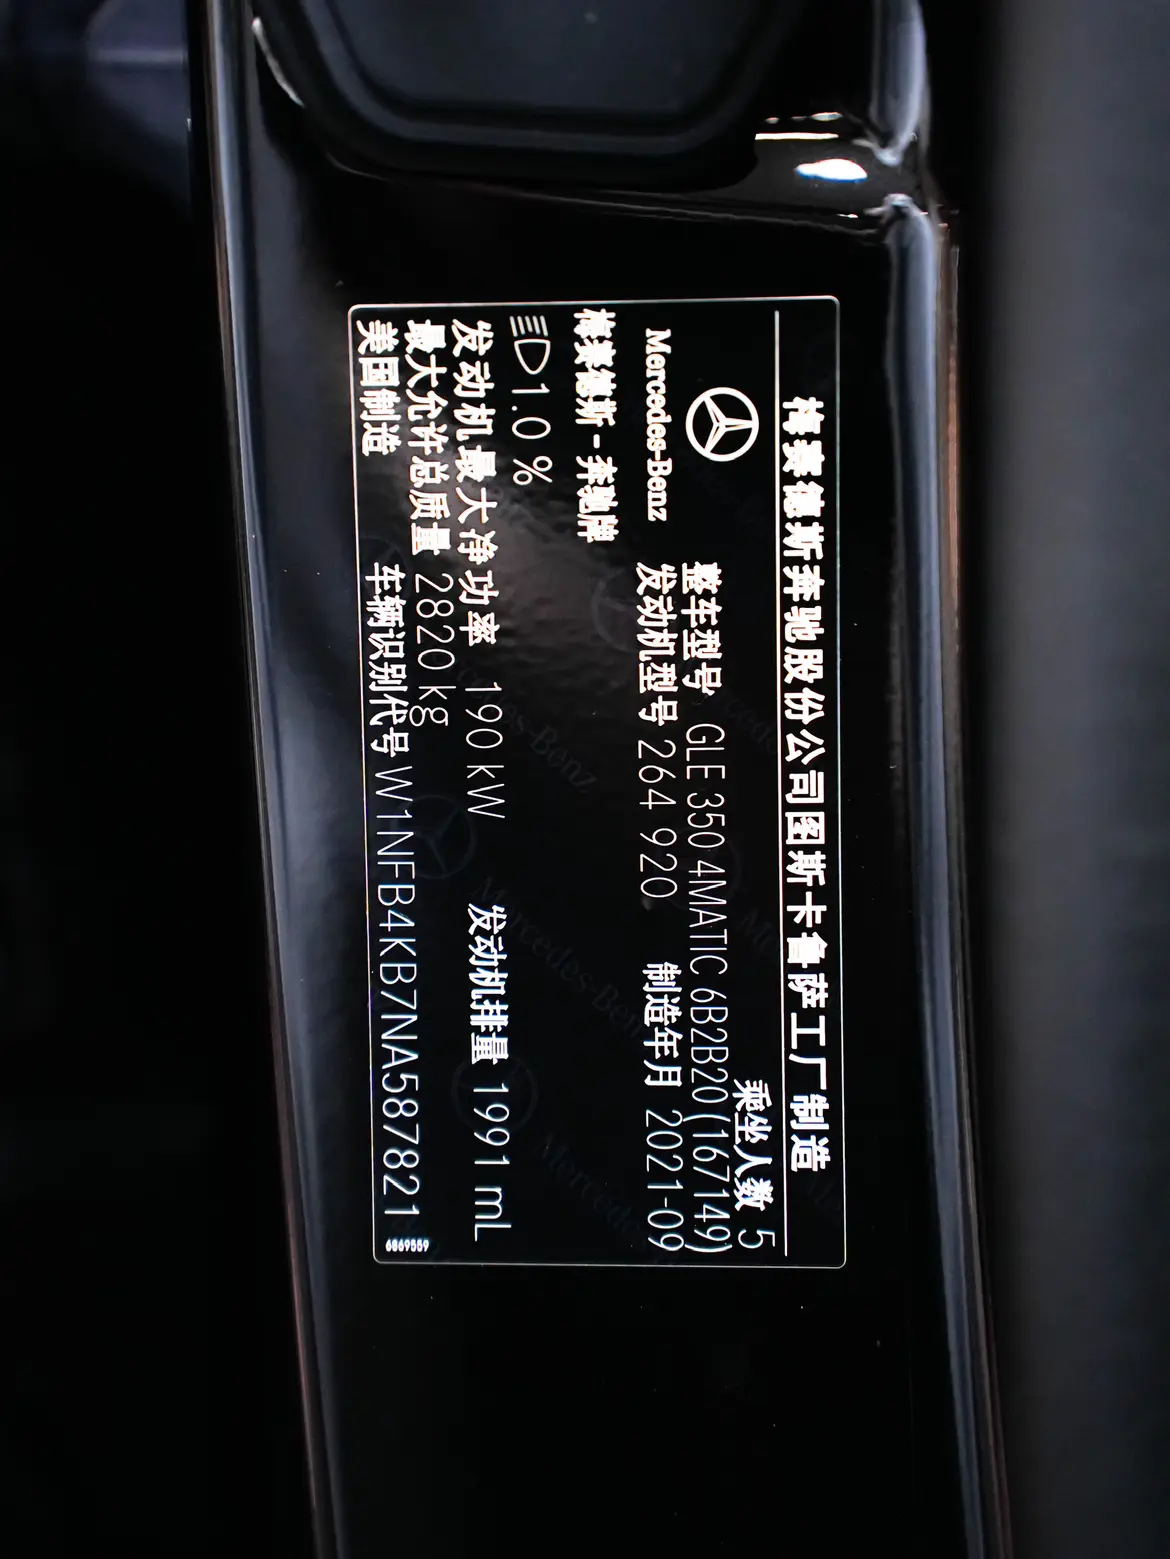 梅赛德斯奔驰股份公司图斯卡鲁萨工厂制造
乘坐人数 5
整车型号 GLE 350 4MATIC 6B2B20(167149)
Mercedes-Benz
发动机型号 264 920 制造年月 2021-09
梅赛德斯-奔驰牌
1.0 %
发动机最大净功率 190 kW 发动机排量 1991 mL
最大允许总质量 2820 kg
美国制造 车辆识别代号 W1NFB4KB7NA587821
6869559